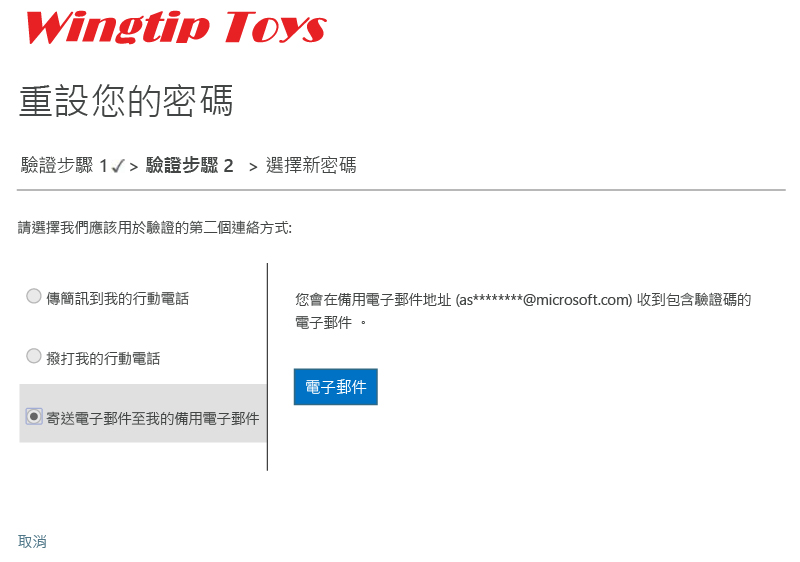 Wingtip Toys
重設您的密碼
驗證步驟 1✓ > 驗證步驟 2 > 選擇新密碼
請選擇我們應該用於驗證的第二個連絡方式:
傳簡訊到我的行動電話
撥打我的行動電話
寄送電子郵件至我的備用電子郵件
您會在備用電子郵件地址 (as********@microsoft.com) 收到包含驗證碼的
電子郵件 。
電子郵件
取消